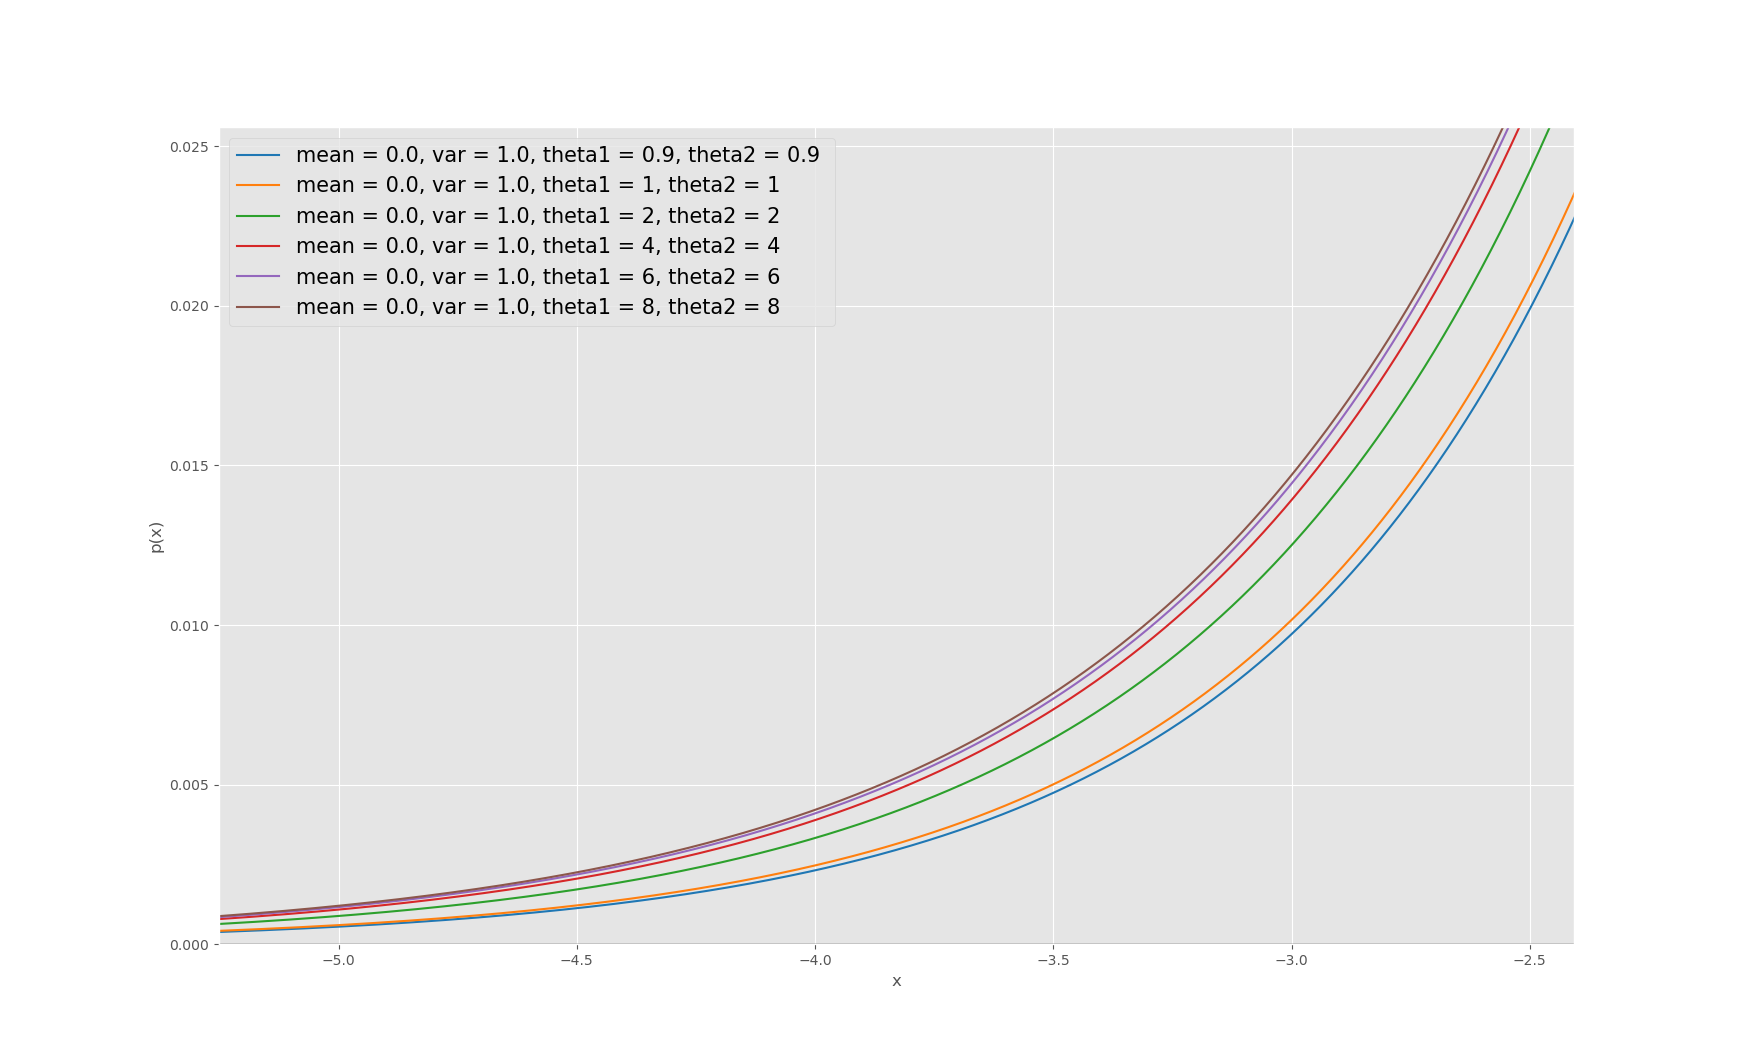 mean = 0.0, var = 1.0, theta1 = 0.9, theta2 = 0.9
mean = 0.0, var = 1.0, theta1 = 1, theta2 = 1
mean = 0.0, var = 1.0, theta1 = 2, theta2 = 2
mean = 0.0, var = 1.0, theta1 = 4, theta2 = 4
mean = 0.0, var = 1.0, theta1 = 6, theta2 = 6
mean = 0.0, var = 1.0, theta1 = 8, theta2 = 8
0.025
0.020
0.015
0.010
0.005
0.000
p(x)
−5.0 −4.5 −4.0 −3.5 −3.0 −2.5
x